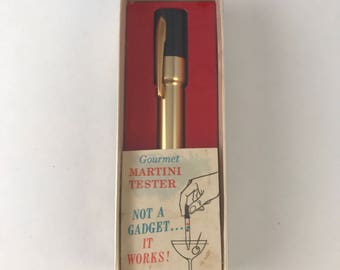 Gourmet
MARTINI
TESTER
NOT A
GADGET...
IT
WORKS!